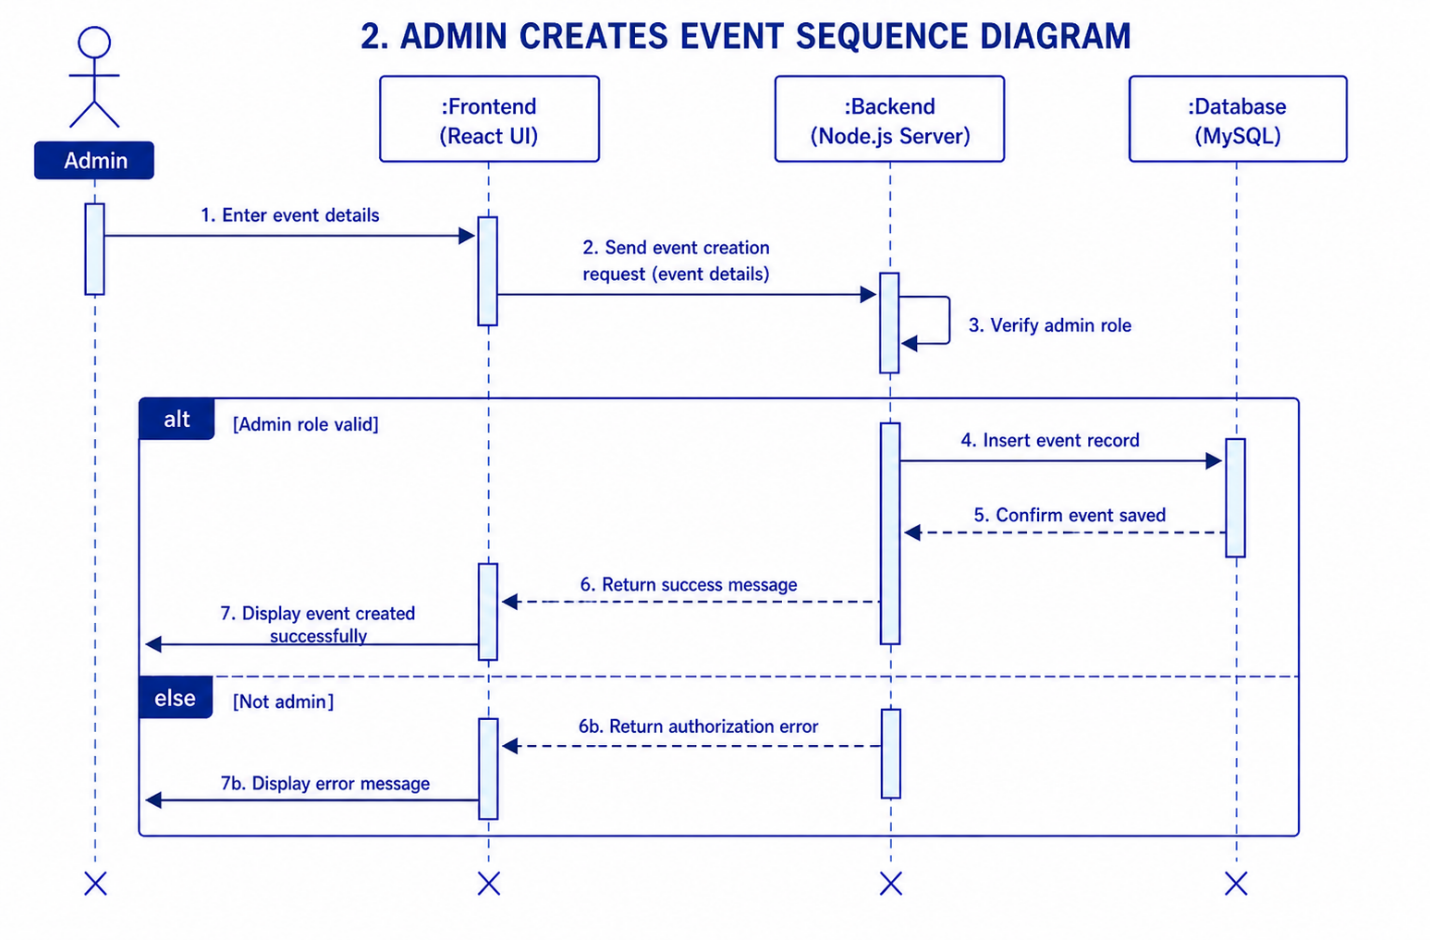 2. ADMIN CREATES EVENT SEQUENCE DIAGRAM
:Frontend
(React UI)
:Backend
(Node.js Server)
:Database
(MySQL)
Admin
1. Enter event details
2. Send event creation
request (event details)
3. Verify admin role
alt
[Admin role valid]
4. Insert event record
5. Confirm event saved
6. Return success message
7. Display event created
successfully
else
[Not admin]
6b. Return authorization error
7b. Display error message